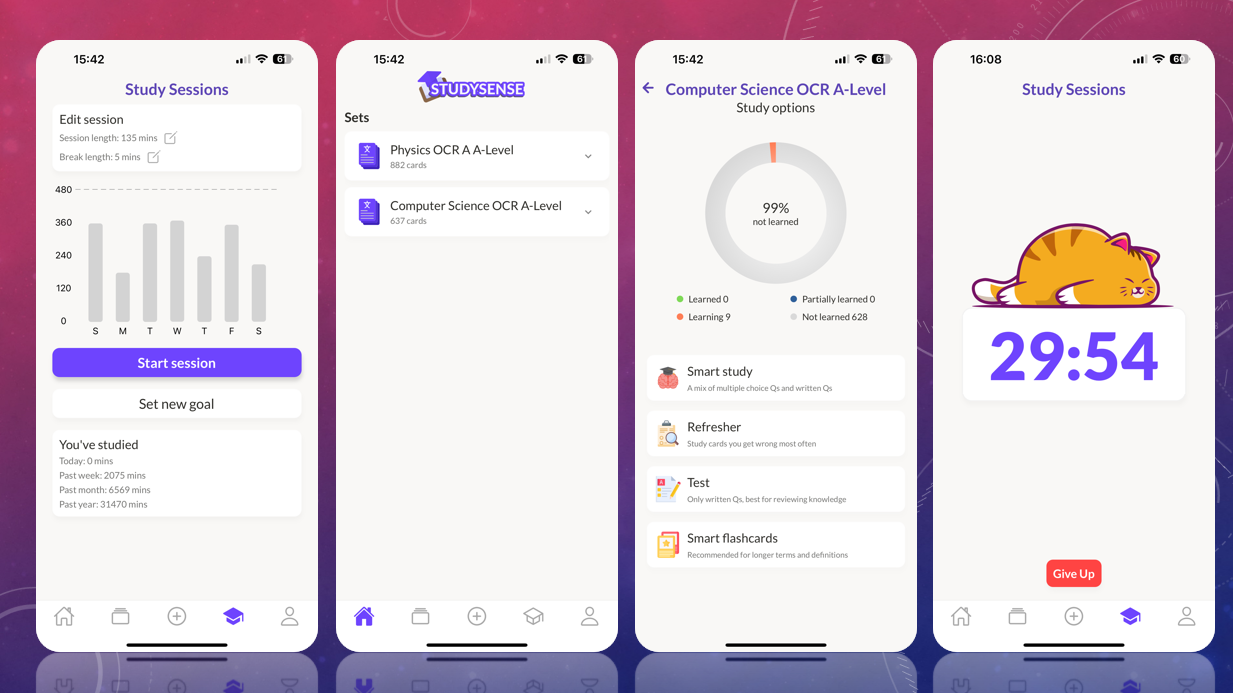 15:42
61
Study Sessions
Edit session
Session length: 135 mins
Break length: 5 mins
480
360
240
120
0
S M T W T F S
Start session
Set new goal
You've studied
Today: 0 mins
Past week: 2075 mins
Past month: 6569 mins
Past year: 31470 mins
15:42
61
STUDYSENSE
Sets
Physics OCR A A-Level
882 cards
Computer Science OCR A-Level
637 cards
15:42
61
Computer Science OCR A-Level
Study options
99%
not learned
Learned 0
Partially learned 0
Learning 9
Not learned 628
Smart study
A mix of multiple choice Qs and written Qs
Refresher
Study cards you get wrong most often
Test
Only written Qs, best for reviewing knowledge
Smart flashcards
Recommended for longer terms and definitions
16:08
60
Study Sessions
29:54
Give Up